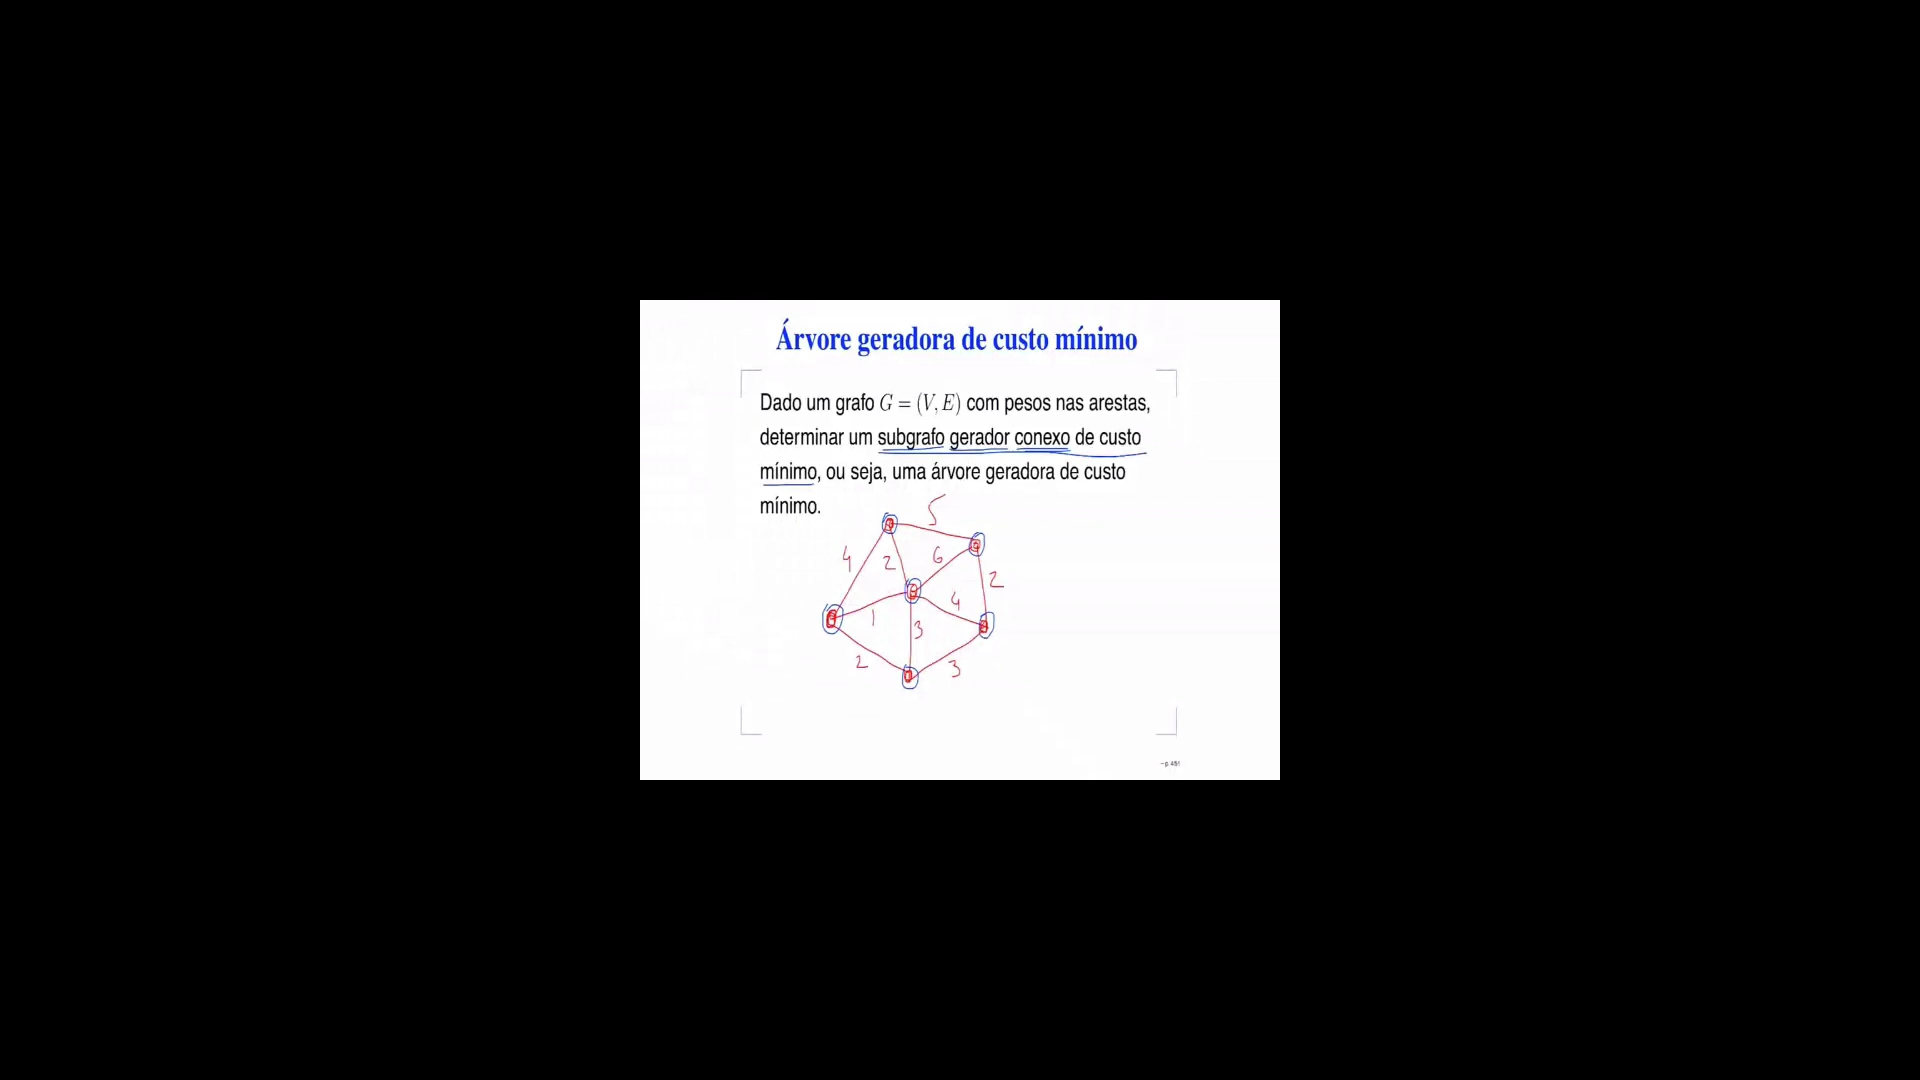 Árvore geradora de custo mínimo
Dado um grafo G = (V, E) com pesos nas arestas,
determinar um subgrafo gerador conexo de custo
mínimo, ou seja, uma árvore geradora de custo
mínimo.
5
4 2 6
2
4
1 3
2 3
– p. 4/51